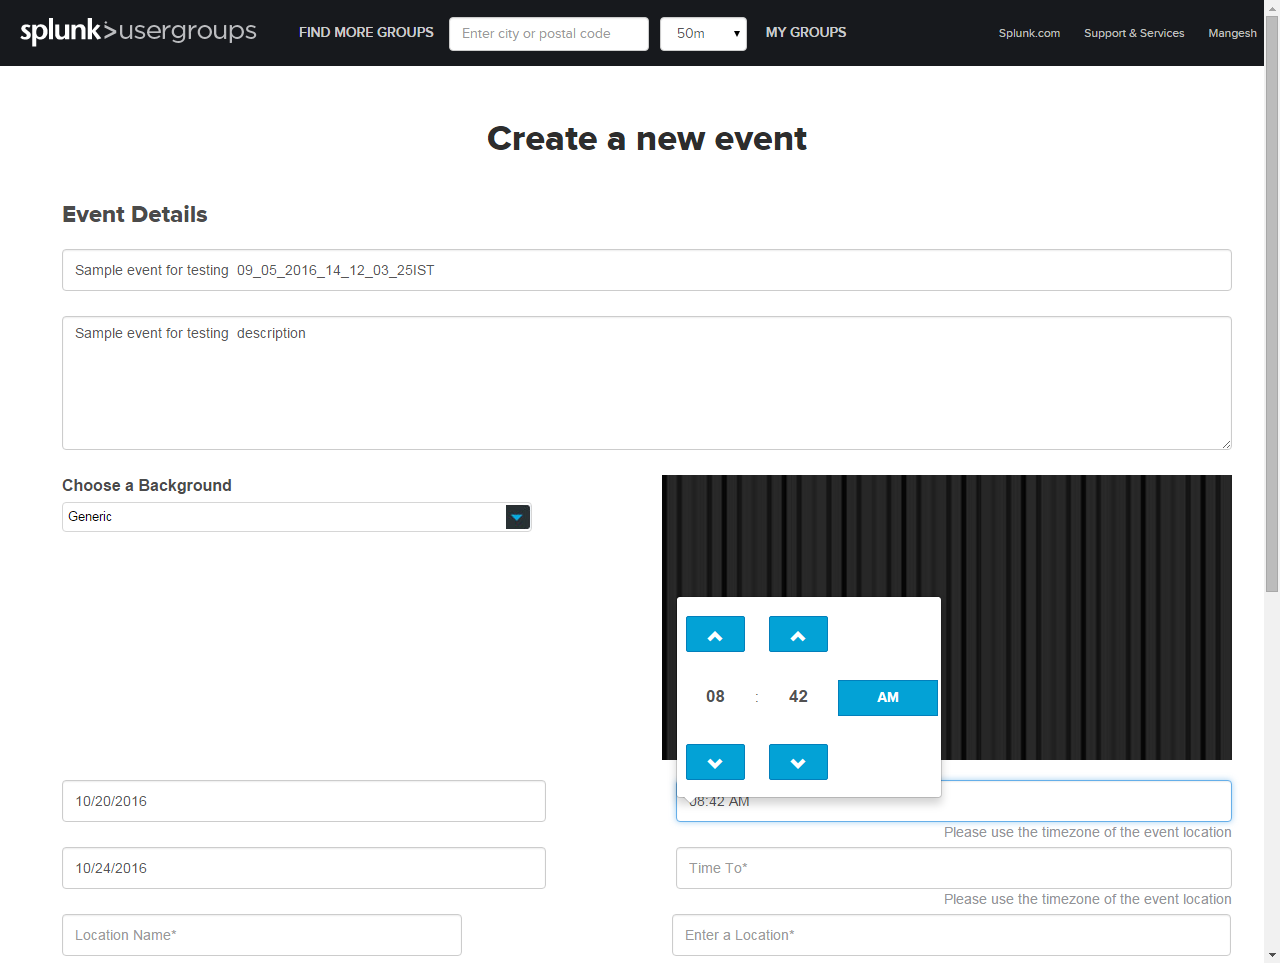 splunk>usergroups FIND MORE GROUPS Enter city or postal code 50m MY GROUPS Splunk.com Support & Services Mangesh
Create a new event
Event Details
Sample event for testing  09_05_2016_14_12_03_25IST
Sample event for testing  description
Choose a Background
Generic
08 : 42 AM
10/20/2016
08:42 AM
Please use the timezone of the event location
10/24/2016
Time To*
Please use the timezone of the event location
Location Name*
Enter a Location*